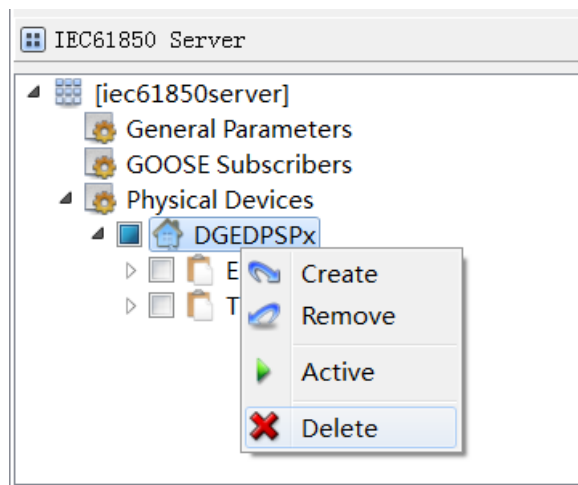 IEC61850 Server
[iec61850server]
General Parameters
GOOSE Subscribers
Physical Devices
DGEDPSPx
E
T
Create
Remove
Active
Delete